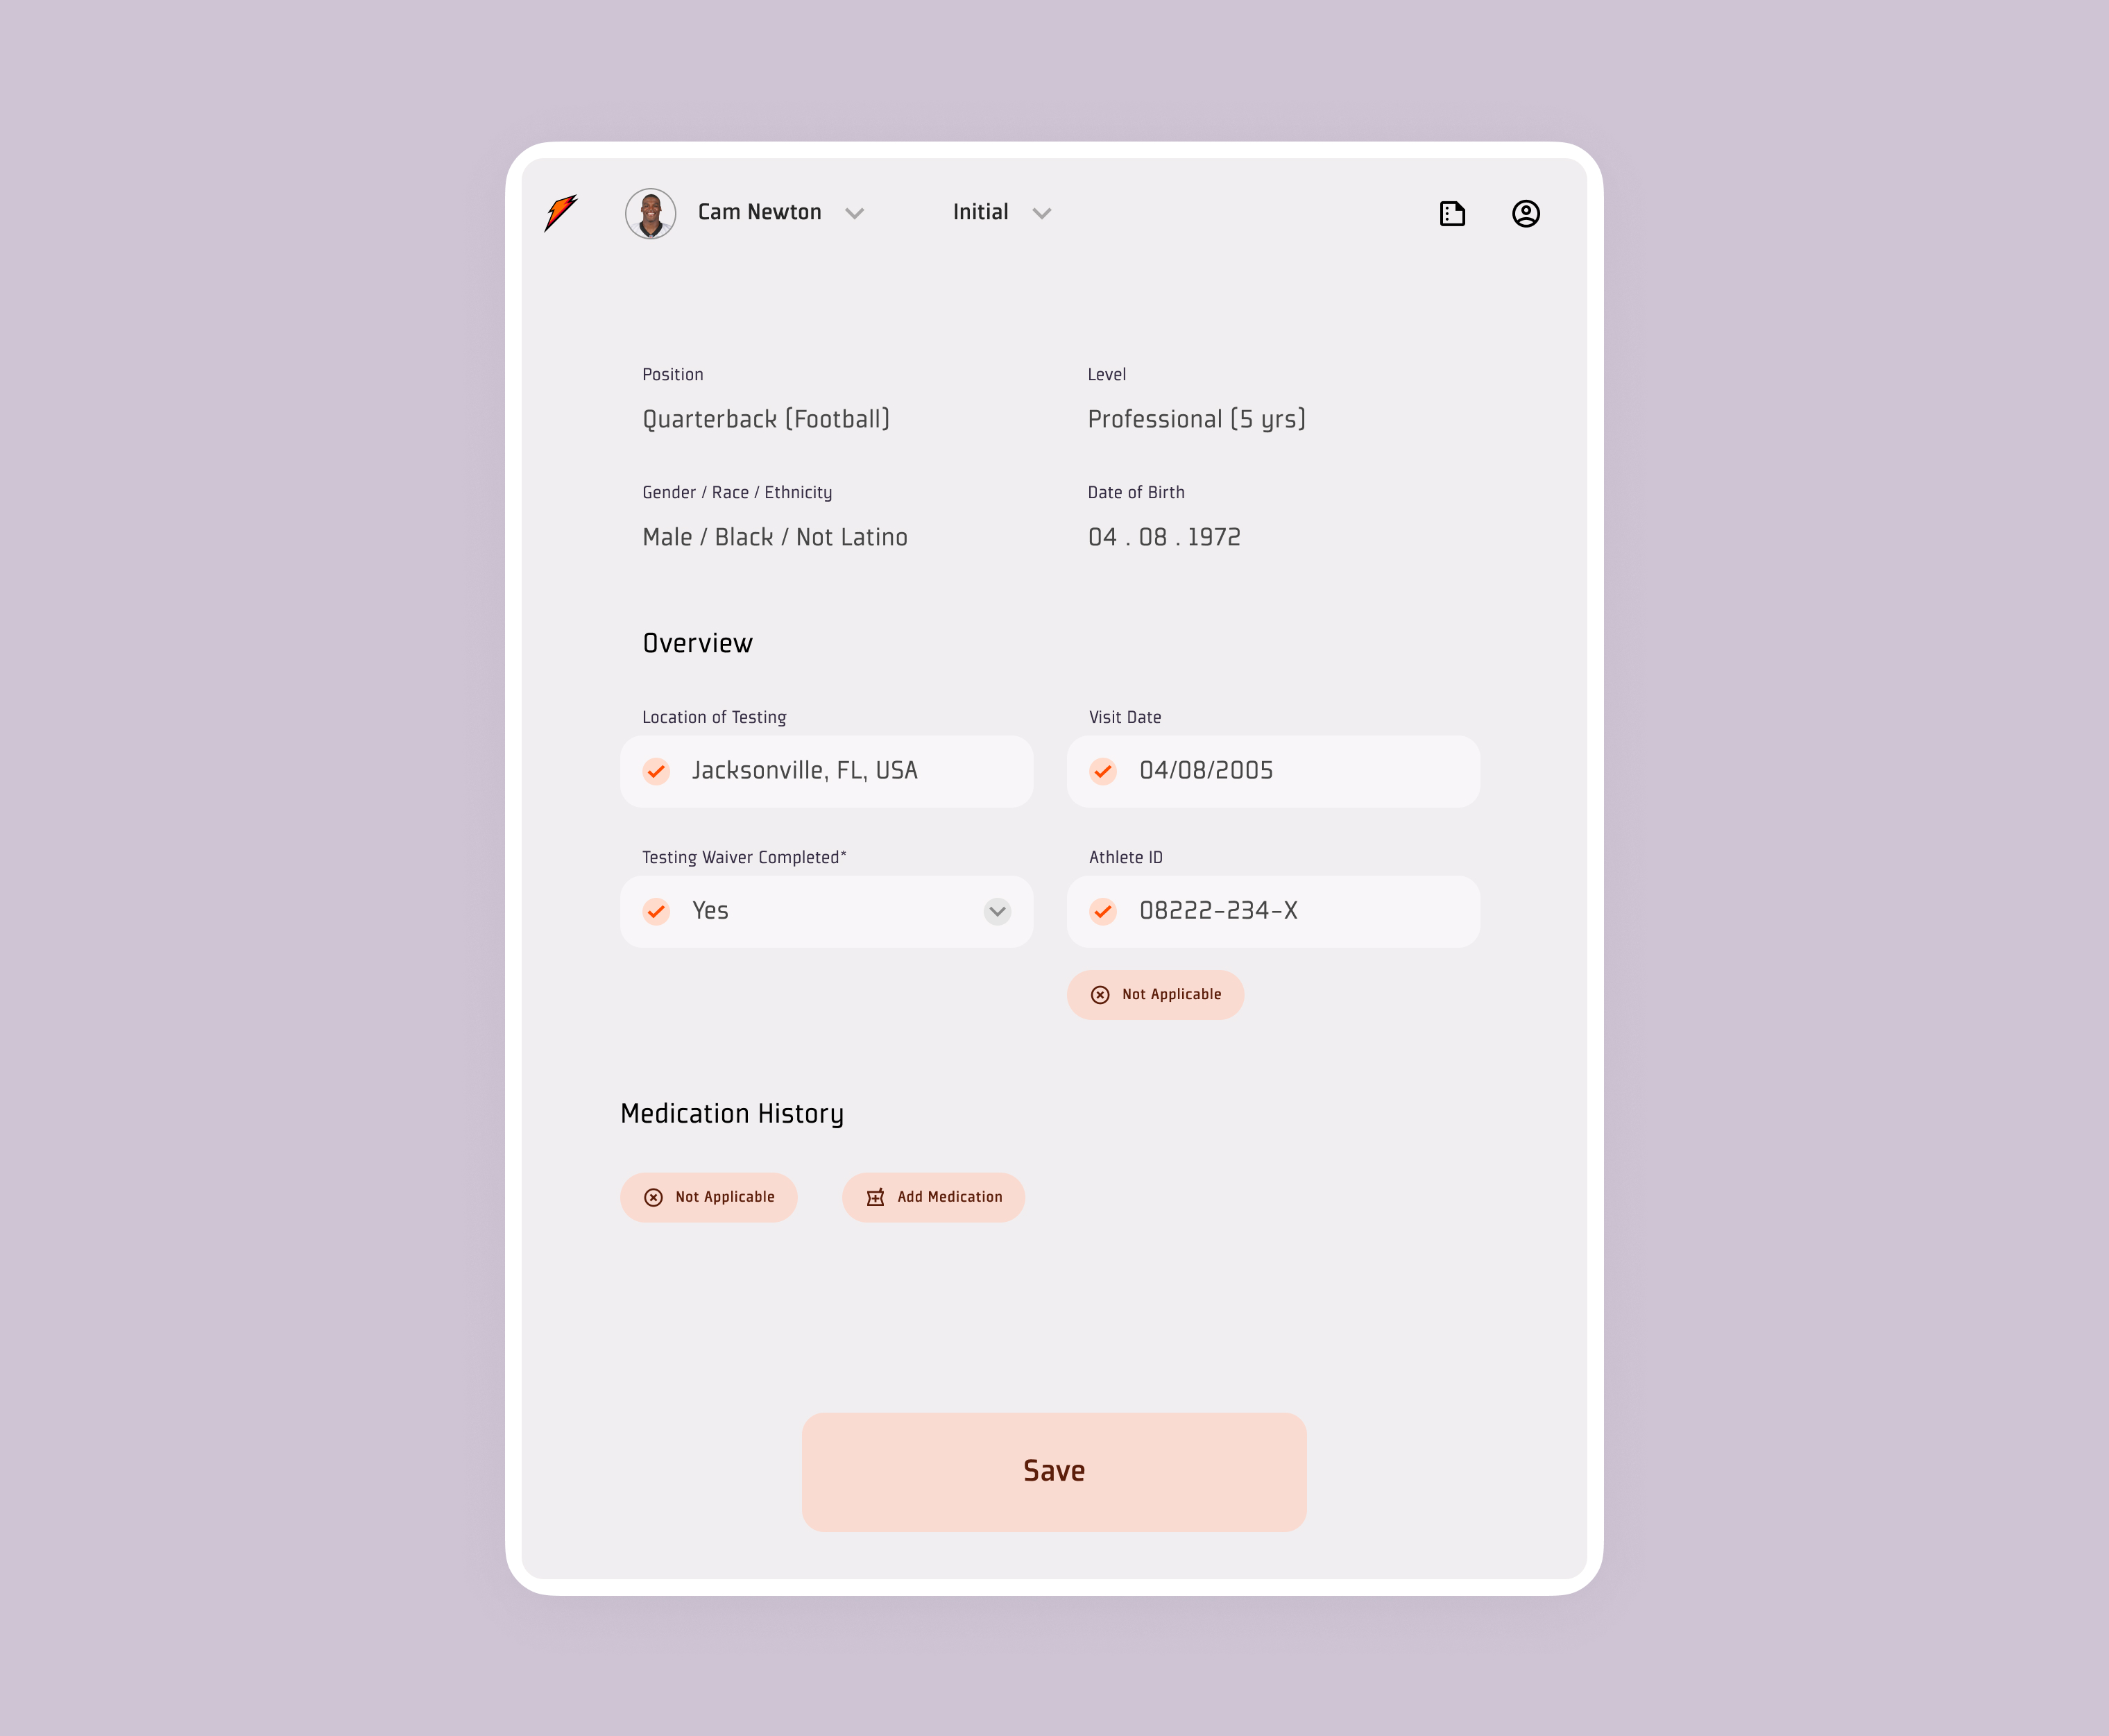 Cam Newton
Initial
Position
Level
Quarterback (Football)
Professional (5 yrs)
Gender / Race / Ethnicity
Date of Birth
Male / Black / Not Latino
04 . 08 . 1972
Overview
Location of Testing
Visit Date
Jacksonville, FL, USA
04/08/2005
Testing Waiver Completed*
Athlete ID
Yes
08222-234-X
Not Applicable
Medication History
Not Applicable
Add Medication
Save